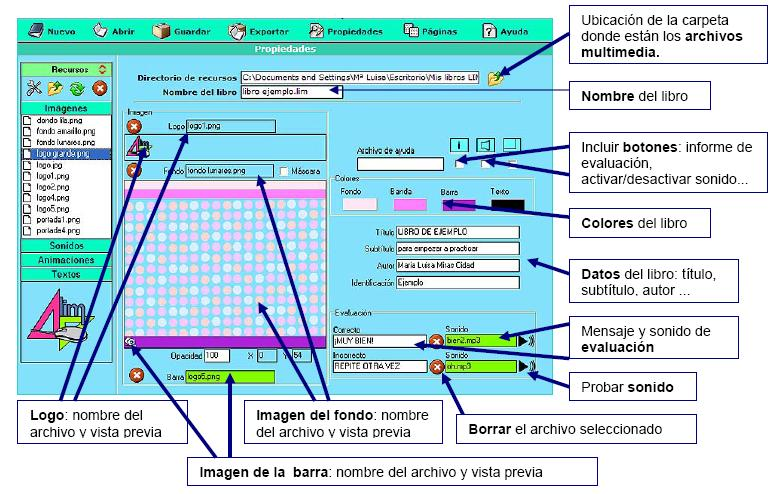 Nuevo Abrir Guardar Exportar Propiedades Páginas Ayuda
Propiedades
Recursos
Imágenes
dondo lila.png
fondo amarillo.png
fondo lunares.png
logo grande.png
logo.jpg
logo1.png
logo2.png
logo4.png
logo5.png
portada1.png
portada4.png
Sonidos
Animaciones
Textos
Directorio de recursos C:\Documents and Settings\Mª Luisa\Escritorio\Mis libros LIM
Nombre del libro libro ejemplo.lim
Imagen
Logo logo1.png
Fondo fondo lunares.png Máscara
Opacidad 100 X 0 Y 54
Barra logo5.png
Archivo de ayuda
i
Colores
Fondo Banda Barra Texto
Título LIBRO DE EJEMPLO
Subtítulo para empezar a practicar
Autor María Luisa Miras Cidad
Identificación Ejemplo
Evaluación
Correcto Sonido
¡MUY BIEN! bien2.mp3
Incorrecto Sonido
REPITE OTRA VEZ oh.mp3
Ubicación de la carpeta
donde están los archivos
multimedia.
Nombre del libro
Incluir botones: informe de
evaluación,
activar/desactivar sonido...
Colores del libro
Datos del libro: título,
subtítulo, autor ...
Mensaje y sonido de
evaluación
Probar sonido
Logo: nombre del
archivo y vista previa
Imagen del fondo: nombre
del archivo y vista previa
Borrar el archivo seleccionado
Imagen de la barra: nombre del archivo y vista previa